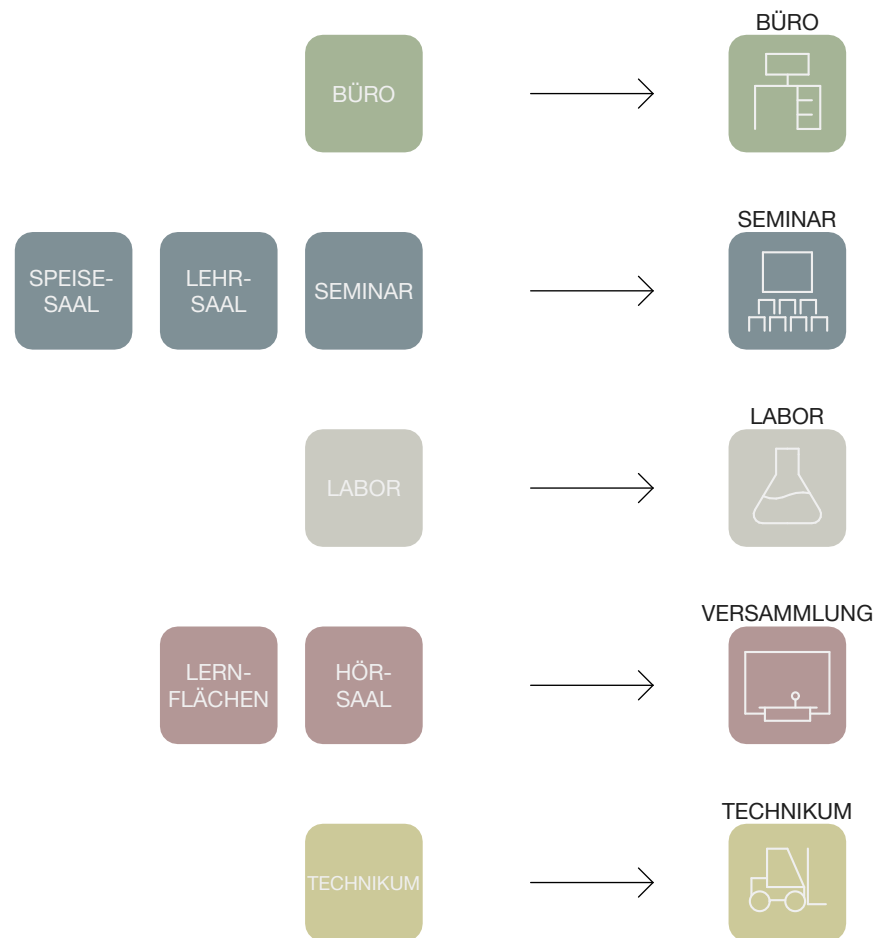 BÜRO
BÜRO
SEMINAR
SPEISE-
SAAL
LEHR-
SAAL
SEMINAR
LABOR
LABOR
VERSAMMLUNG
LERN-
FLÄCHEN
HÖR-
SAAL
TECHNIKUM
TECHNIKUM